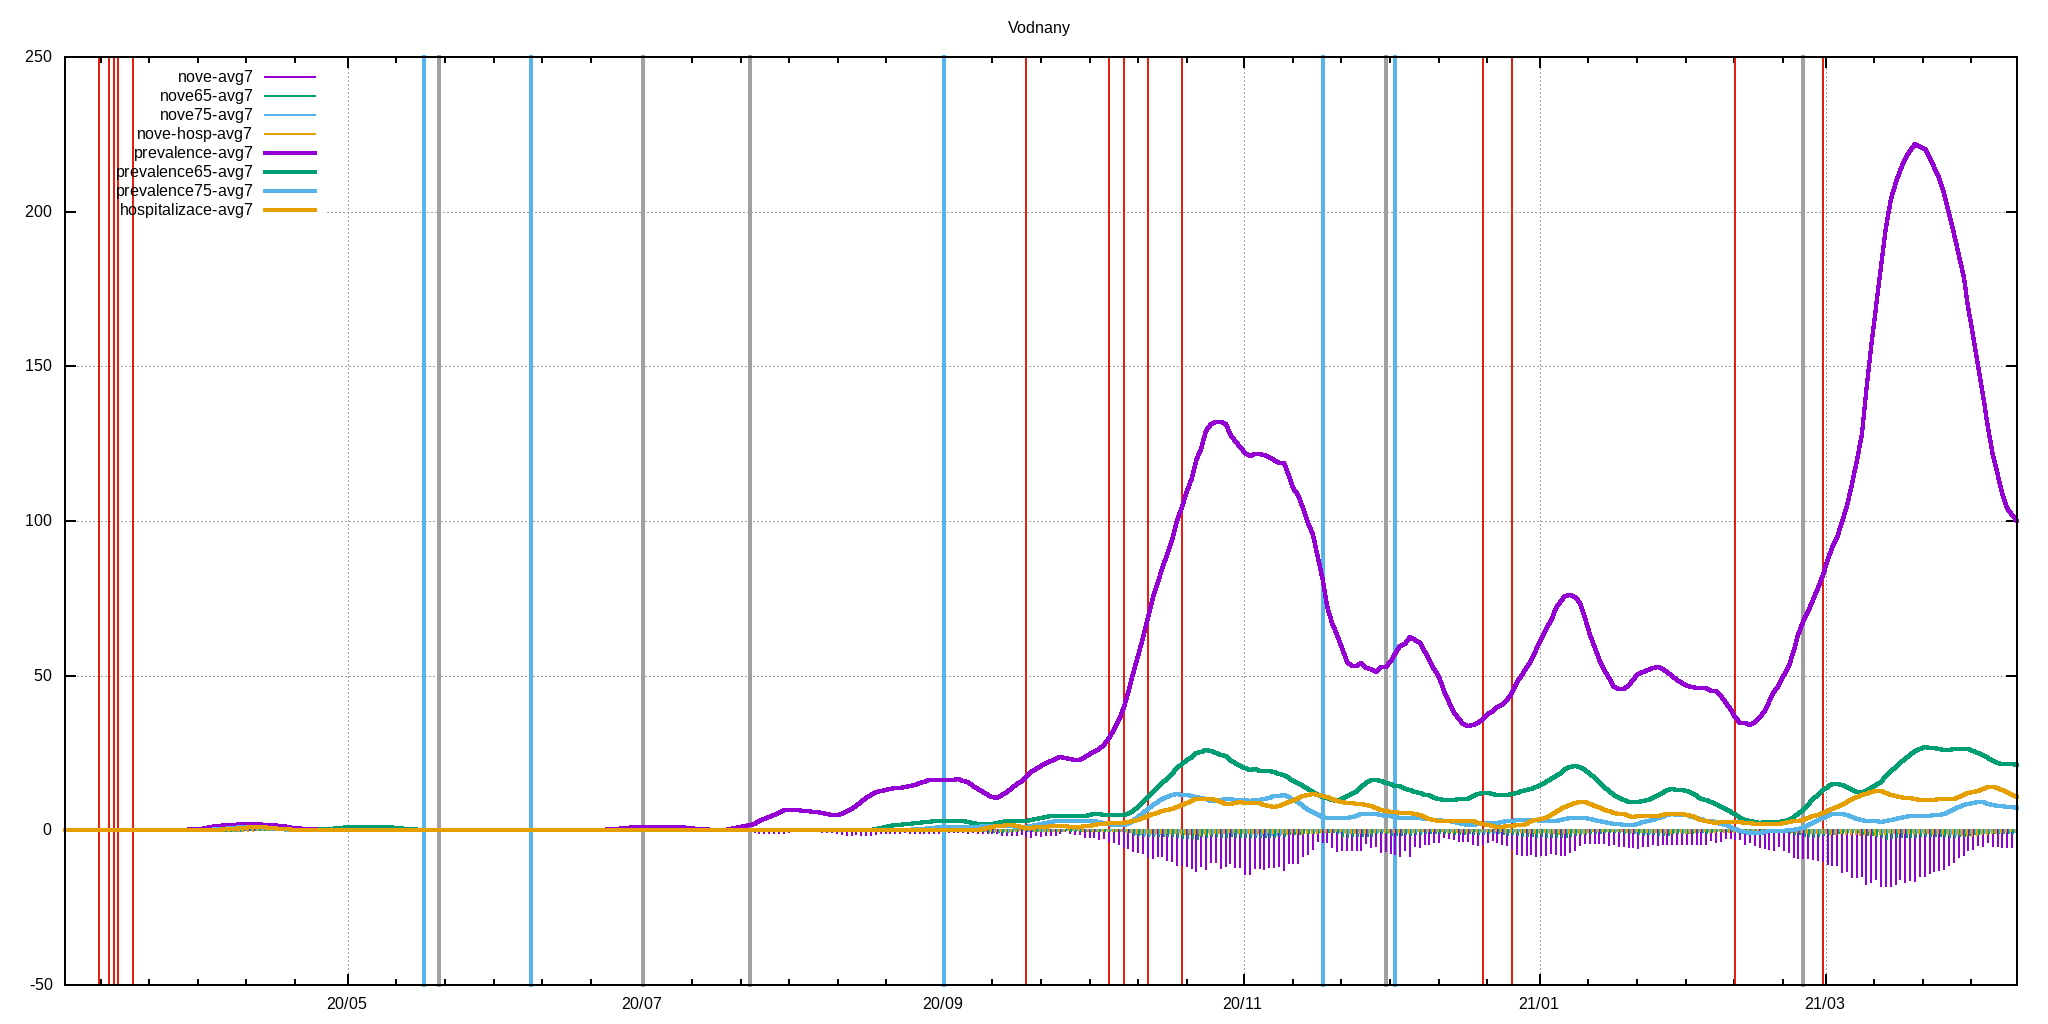 Vodnany
250
nove-avg7
nove65-avg7
nove75-avg7
nove-hosp-avg7
prevalence-avg7
prevalence65-avg7
prevalence75-avg7
hospitalizace-avg7
200
150
100
50
0
-50
20/05 20/07 20/09 20/11 21/01 21/03